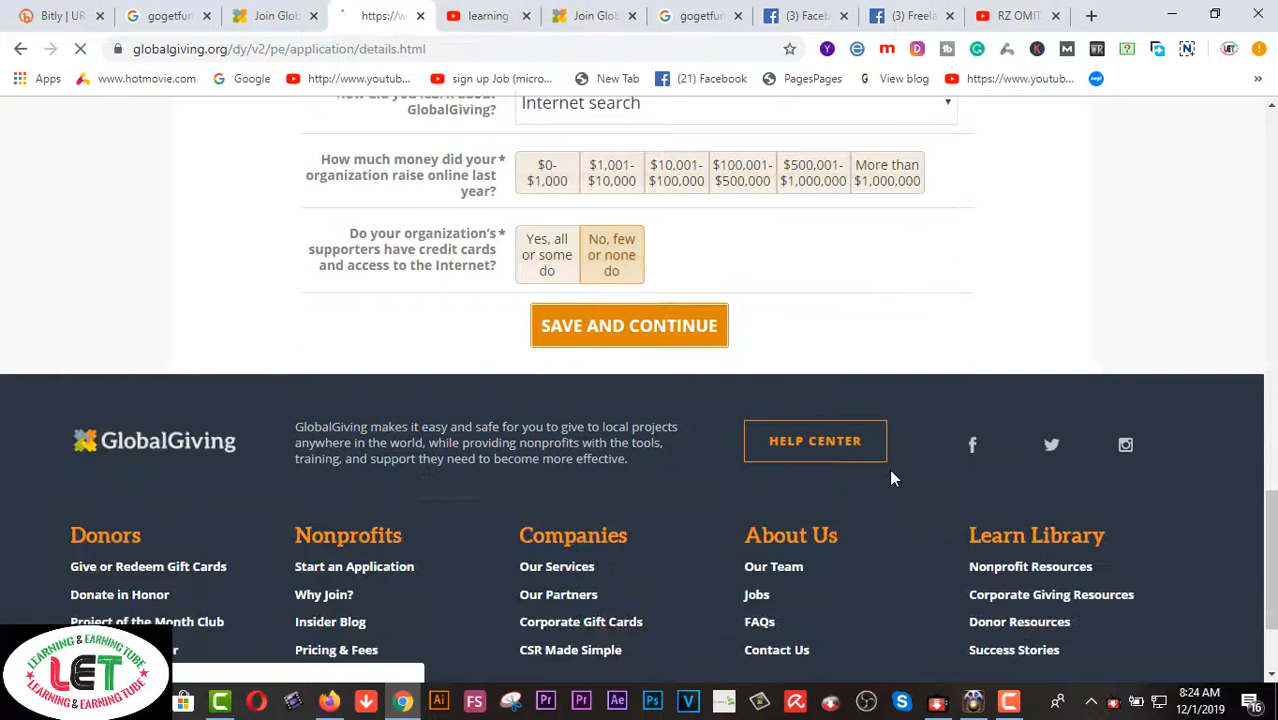 Bitly | UR
gogetfun
Join Glob
https://w
learning
Join Glob
gogetfun
(3) Faceb
(3) Freela
RZ OMIT
globalgiving.org/dy/v2/pe/application/details.html
Apps
www.hotmovie.com
Google
http://www.youtub...
sign up Job (micro...
New Tab
(21) Facebook
PagesPages
View blog
https://www.youtub...
GlobalGiving?
Internet search
How much money did your*
organization raise online last
year?
$0-
$1,000
$1,001-
$10,000
$10,001-
$100,000
$100,001-
$500,000
$500,001-
$1,000,000
More than
$1,000,000
Do your organization's*
supporters have credit cards
and access to the Internet?
Yes, all
or some
do
No, few
or none
do
SAVE AND CONTINUE
GlobalGiving
GlobalGiving makes it easy and safe for you to give to local projects
anywhere in the world, while providing nonprofits with the tools,
training, and support they need to become more effective.
HELP CENTER
Donors
Give or Redeem Gift Cards
Donate in Honor
Project of the Month Club
Nonprofits
Start an Application
Why Join?
Insider Blog
Pricing & Fees
Companies
Our Services
Our Partners
Corporate Gift Cards
CSR Made Simple
About Us
Our Team
Jobs
FAQs
Contact Us
Learn Library
Nonprofit Resources
Corporate Giving Resources
Donor Resources
Success Stories
LEARNING & EARNING TUBE
LET
LEARNING & EARNING TUBE
8:24 AM
12/1/2019
16